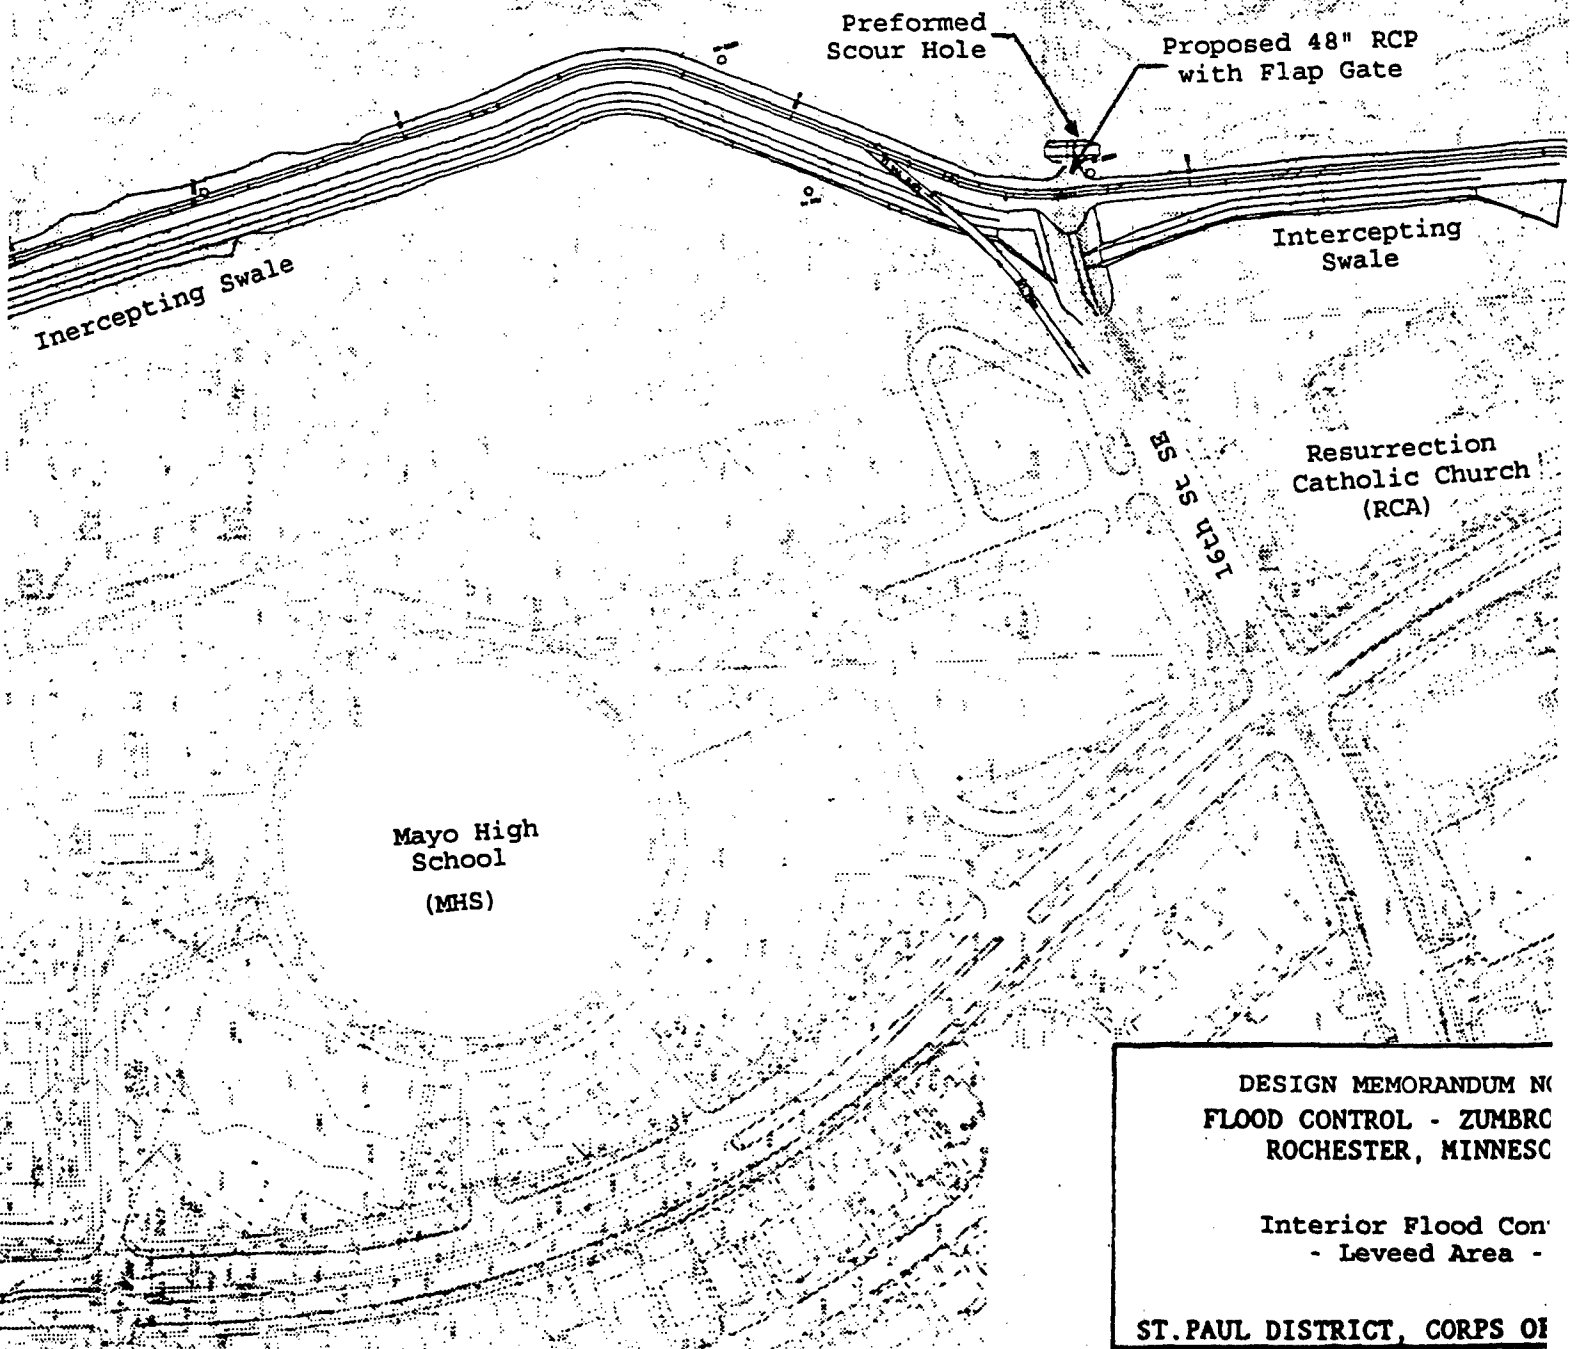 Preformed
Scour Hole
Proposed 48" RCP
with Flap Gate
Intercepting
Swale
Inercepting Swale
16th St SE
Resurrection
Catholic Church
(RCA)
Mayo High
School
(MHS)
DESIGN MEMORANDUM NO
FLOOD CONTROL - ZUMBRO
ROCHESTER, MINNESO
Interior Flood Con
- Leveed Area -
ST.PAUL DISTRICT, CORPS OF